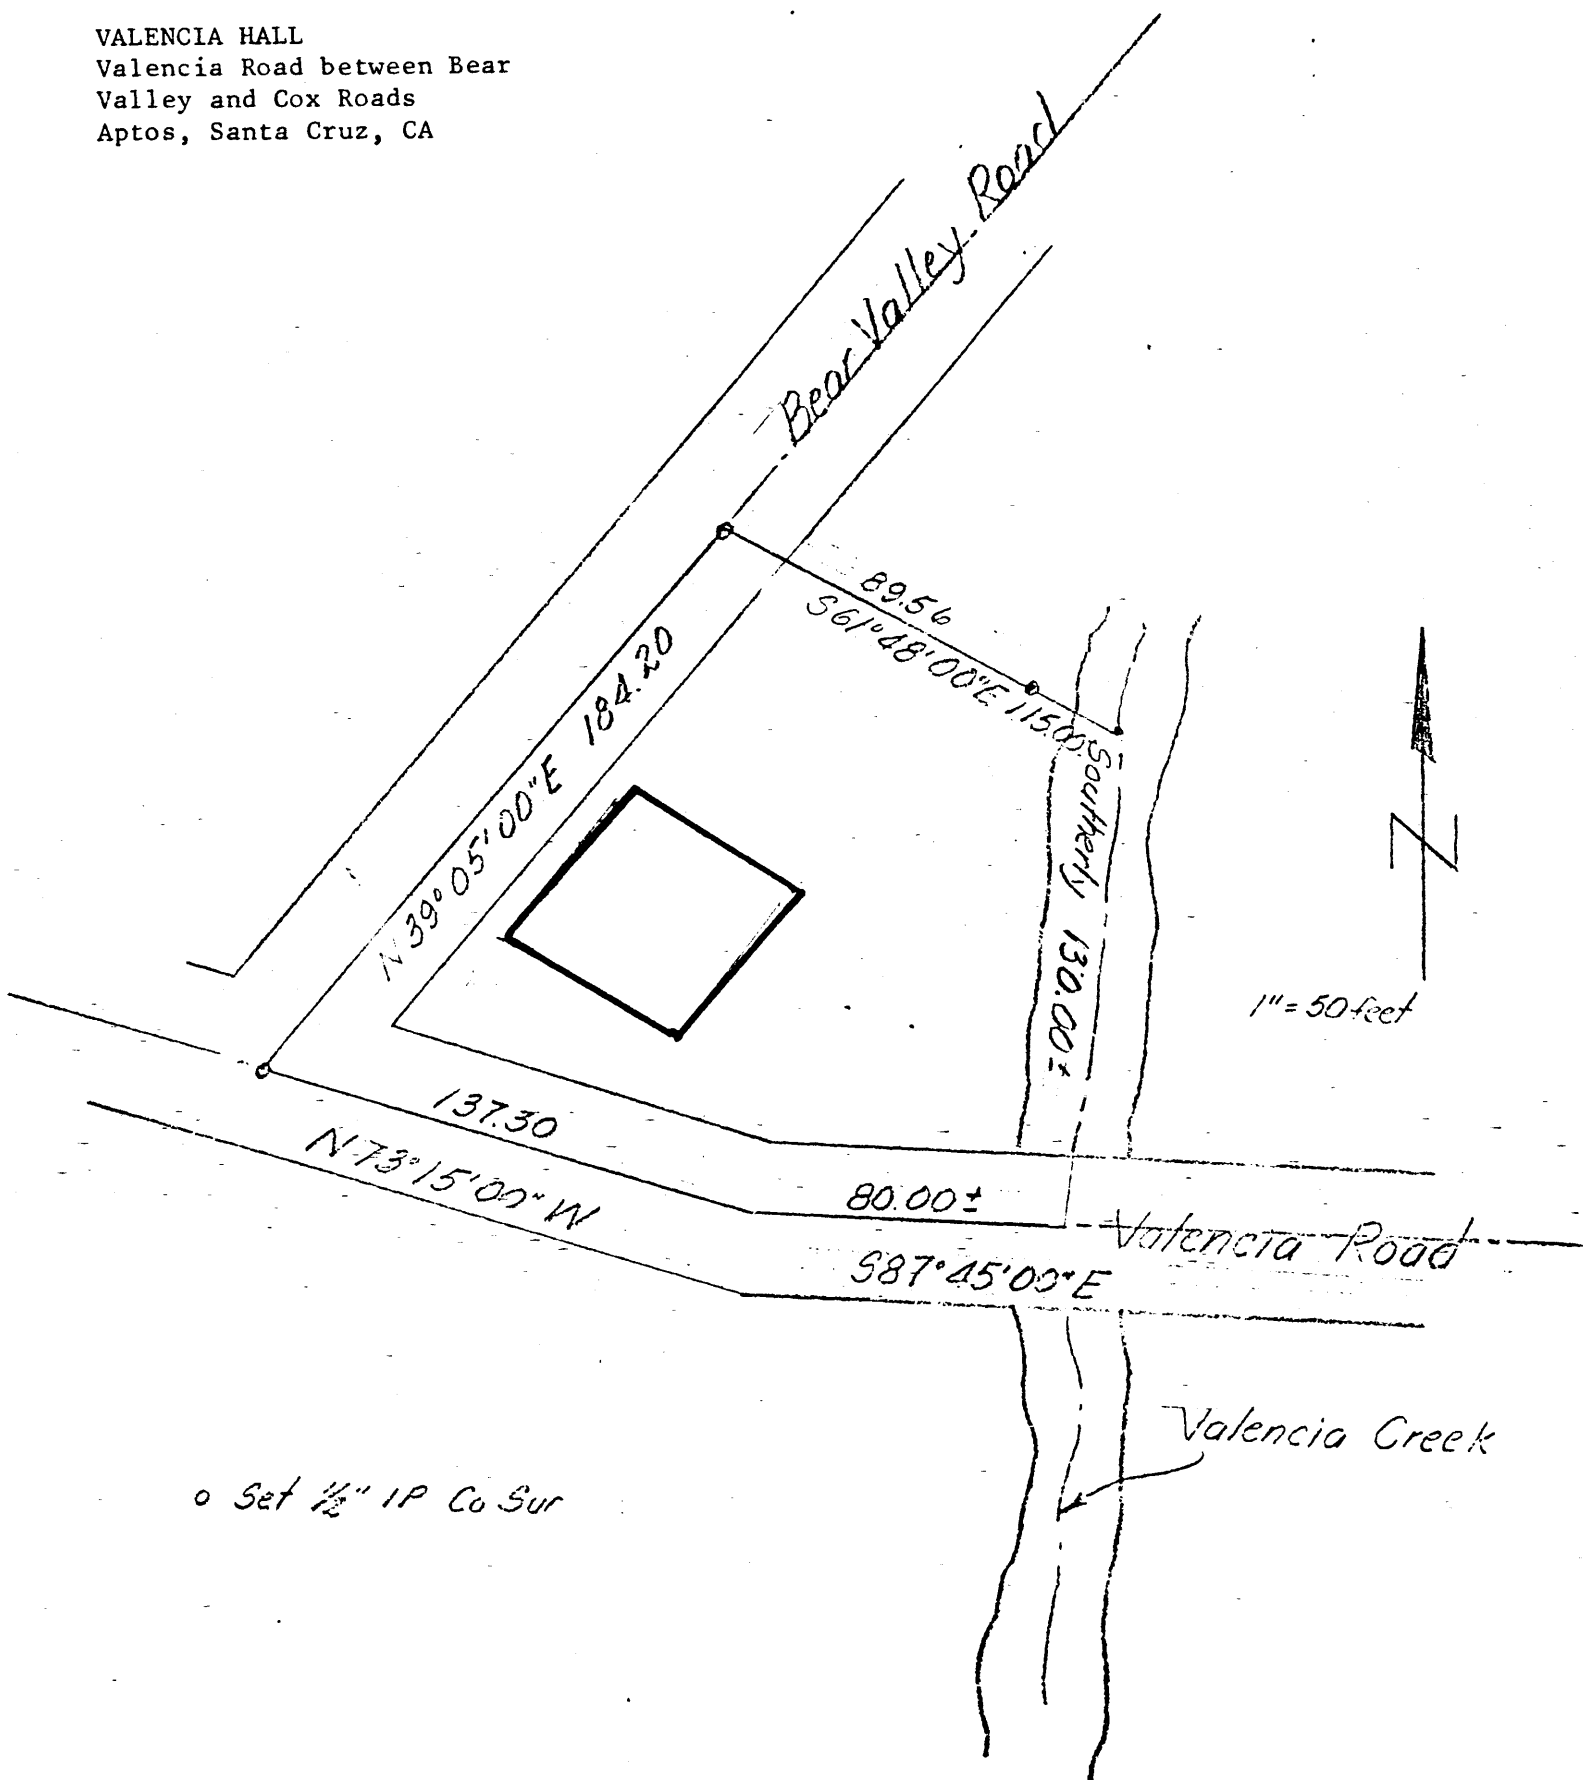 VALENCIA HALL
Valencia Road between Bear
Valley and Cox Roads
Aptos, Santa Cruz, CA
Bear Valley Road
89.56
S61°48'00"E 115.00
N39°05'00"E 184.20
Southerly 130.00±
N
1"=50 feet
137.30
N73°15'00"W
80.00±
S87°45'00"E
Valencia Road
Valencia Creek
o Set ½" IP Co Sur